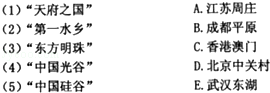 (1)“天府之国” A.江苏周庄
(2)“第一水乡” B.成都平原
(3)“东方明珠” C.香港澳门
(4)“中国光谷” D.北京中关村
(5)“中国硅谷” E.武汉东湖